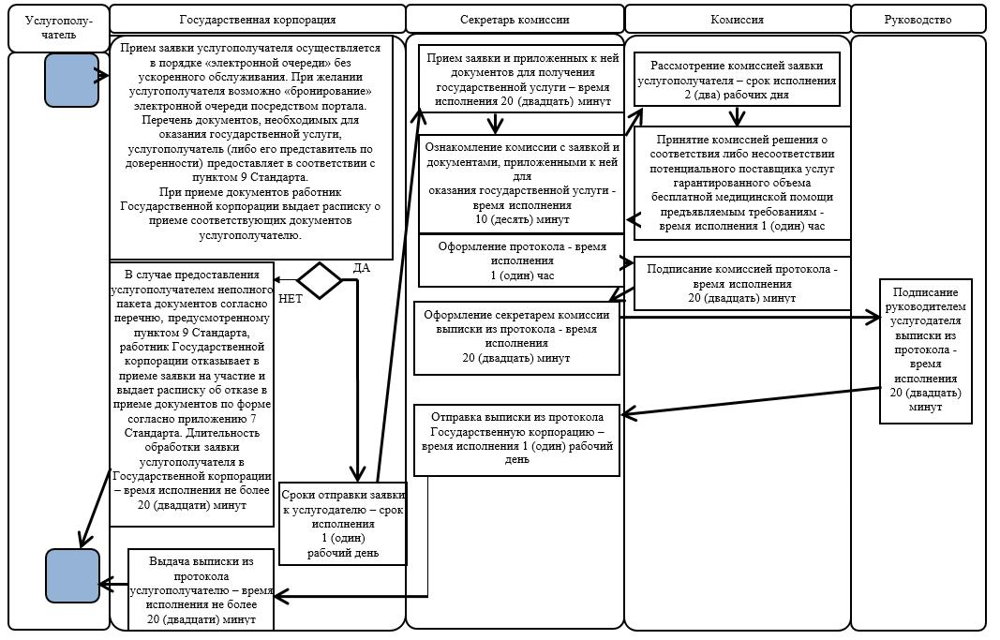 Услугополу-
чатель
Государственная корпорация
Секретарь комиссии
Комиссия
Руководство
Прием заявки услугополучателя осуществляется
в порядке «электронной очереди» без
ускоренного обслуживания. При желании
услугополучателя возможно «бронирование»
электронной очереди посредством портала.
Перечень документов, необходимых для
оказания государственной услуги,
услугополучатель (либо его представитель по
доверенности) предоставляет в соответствии с
пунктом 9 Стандарта.
При приеме документов работник
Государственной корпорации выдает расписку о
приеме соответствующих документов
услугополучателю.
ДА
НЕТ
В случае предоставления
услугополучателем неполного
пакета документов согласно
перечню, предусмотренному
пунктом 9 Стандарта,
работник Государственной
корпорации отказывает в
приеме заявки на участие и
выдает расписку об отказе в
приеме документов по форме
согласно приложению 7
Стандарта. Длительность
обработки заявки
услугополучателя в
Государственной корпорации
– время исполнения не более
20 (двадцати) минут
Сроки отправки заявки
к услугодателю – срок
исполнения
1 (один)
рабочий день
Выдача выписки из
протокола
услугополучателю – время
исполнения не более
20 (двадцати) минут
Прием заявки и приложенных к ней
документов для получения
государственной услуги – время
исполнения 20 (двадцать) минут
Ознакомление комиссии с заявкой и
документами, приложенными к ней
для
оказания государственной услуги -
время исполнения
10 (десять) минут
Оформление протокола - время
исполнения
1 (один) час
Оформление секретарем комиссии
выписки из протокола - время
исполнения
20 (двадцать) минут
Отправка выписки из протокола
Государственную корпорацию –
время исполнения 1 (один) рабочий
день
Рассмотрение комиссией заявки
услугополучателя – срок исполнения
2 (два) рабочих дня
Принятие комиссией решения о
соответствия либо несоответствии
потенциального поставщика услуг
гарантированного объема
бесплатной медицинской помощи
предъявляемым требованиям -
время исполнения 1 (один) час
Подписание комиссией протокола -
время исполнения
20 (двадцать) минут
Подписание
руководителем
услугодателя
выписки из
протокола -
время
исполнения
20 (двадцать)
минут